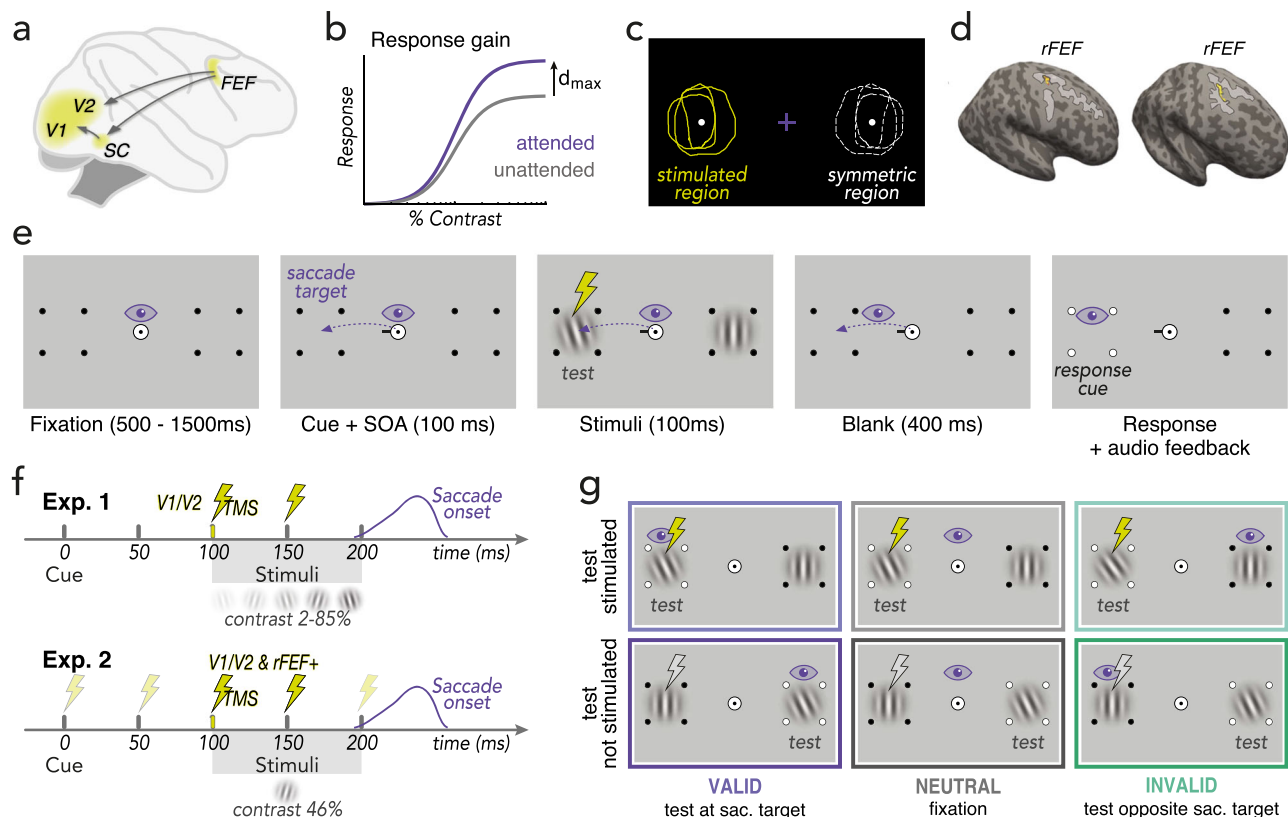 a
V2
V1
SC
FEF
b
Response gain
Response
d_max
attended
unattended
% Contrast
c
stimulated
region
symmetric
region
d
rFEF
rFEF
e
saccade
target
test
response
cue
Fixation (500 - 1500ms)
Cue + SOA (100 ms)
Stimuli (100ms)
Blank (400 ms)
Response
+ audio feedback
f
Exp. 1
V1/V2
TMS
Saccade
onset
0
50
100
150
200
time (ms)
Cue
Stimuli
contrast 2-85%
Exp. 2
V1/V2 & rFEF+
TMS
Saccade
onset
0
50
100
150
200
time (ms)
Cue
Stimuli
contrast 46%
g
test
stimulated
test
test
test
test
not stimulated
test
test
test
VALID
test at sac. target
NEUTRAL
fixation
INVALID
test opposite sac. target